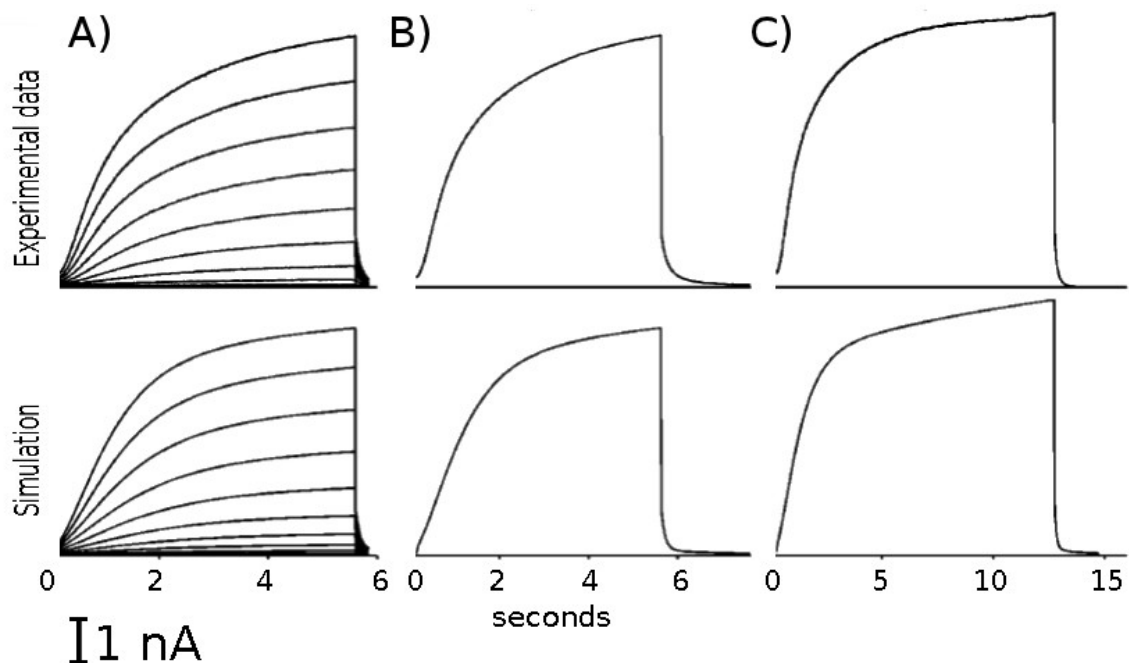 A) B) C)
Experimental data
Simulation
0 2 4 6 0 2 4 6 0 5 10 15
seconds
1 nA